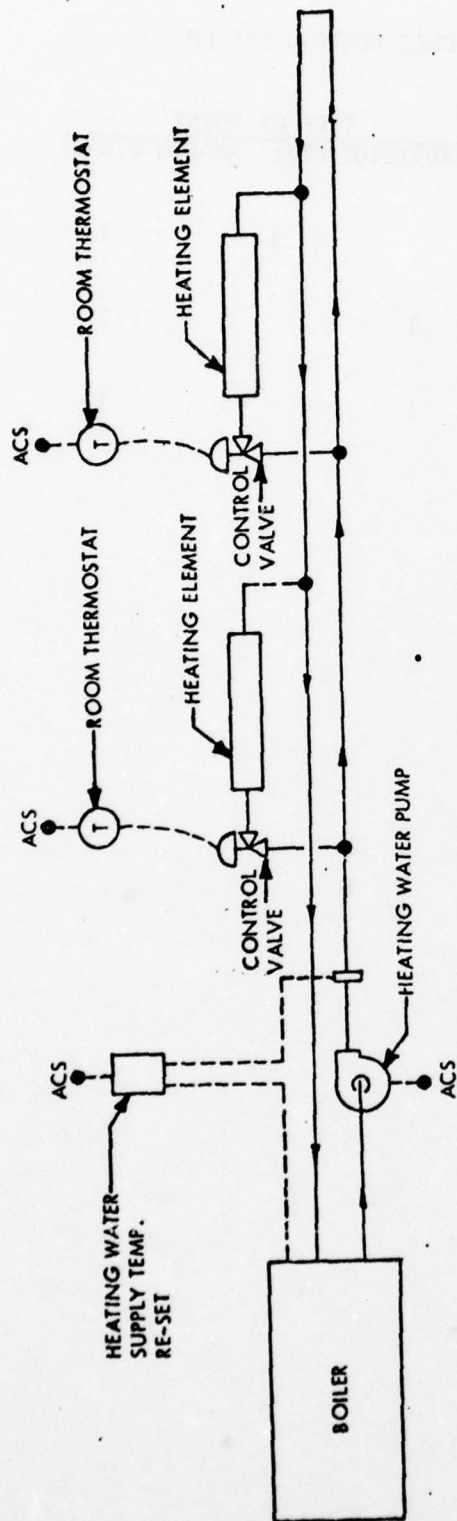 ACS
HEATING WATER
SUPPLY TEMP.
RE-SET
BOILER
ACS
HEATING WATER PUMP
ACS
T
ROOM THERMOSTAT
CONTROL
VALVE
HEATING ELEMENT
ACS
T
ROOM THERMOSTAT
CONTROL
VALVE
HEATING ELEMENT